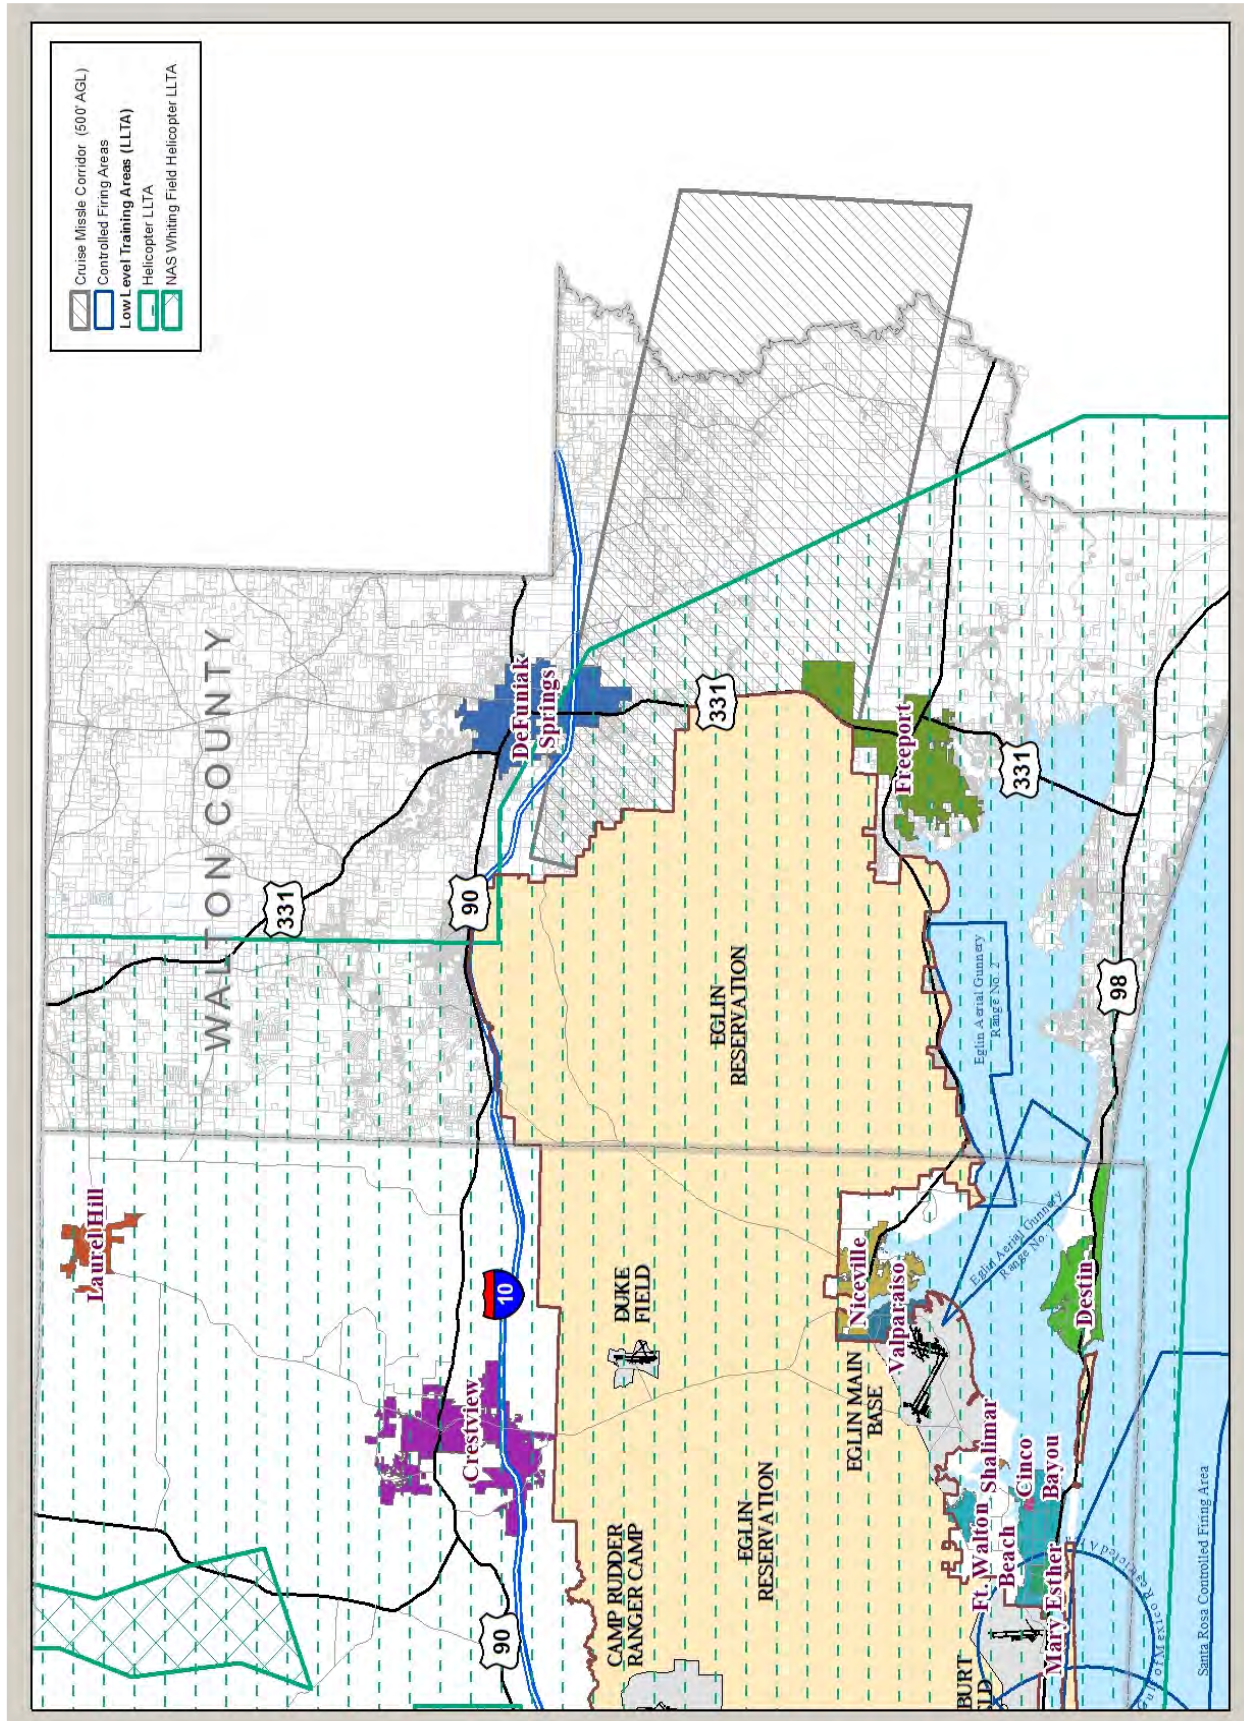 Cruise Missle Corridor (500' AGL)
Controlled Firing Areas
Low Level Training Areas (LLTA)
Helicopter LLTA
NAS Whiting Field Helicopter LLTA
WALTON COUNTY
Laurel Hill
331
90
DeFuniak
Springs
10
Crestview
90
331
EGLIN
RESERVATION
DUKE
FIELD
CAMP RUDDER
RANGER CAMP
EGLIN
RESERVATION
EGLIN MAIN
BASE
Niceville
Valparaiso
Freeport
331
Eglin Aerial Gunnery
Range No. 2
Eglin Aerial Gunnery
Range No. 1
98
Destin
Shalimar
Cinco
Bayou
Ft. Walton
Beach
Mary Esther
Santa Rosa Controlled Firing Area